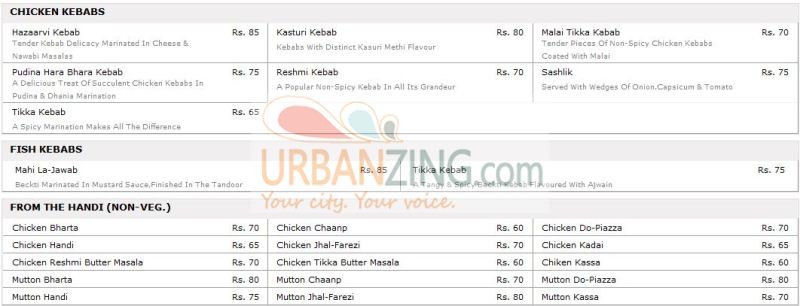 CHICKEN KEBABS
Hazaarvi Kebab Rs. 85 Kasturi Kebab Rs. 80 Malai Tikka Kabab Rs. 70
Tender Kebab Delicacy Marinated In Cheese & Kebabs With Distinct Kasuri Methi Flavour Tender Pieces Of Non-Spicy Chicken Kebabs
Nawabi Masalas Coated With Malai
Pudina Hara Bhara Kebab Rs. 75 Reshmi Kebab Rs. 70 Sashlik Rs. 75
A Delicious Treat Of Succulent Chicken Kebabs In A Popular Non-Spicy Kebab In All Its Grandeur Served With Wedges Of Onion,Capsicum & Tomato
Pudina & Dhania Marination
Tikka Kebab Rs. 65
A Spicy Marination Makes All The Difference
URBANZING.com
Your city. Your voice.
FISH KEBABS
Mahi La-Jawab Rs. 85 Tikka Kebab Rs. 75
Beckti Marinated In Mustard Sauce,Finished In The Tandoor A Tangy & Spicy Beckti Kebab Flavoured With Ajwain
FROM THE HANDI (NON-VEG.)
Chicken Bharta Rs. 70 Chicken Chaanp Rs. 60 Chicken Do-Piazza Rs. 70
Chicken Handi Rs. 65 Chicken Jhal-Farezi Rs. 70 Chicken Kadai Rs. 65
Chicken Reshmi Butter Masala Rs. 70 Chicken Tikka Butter Masala Rs. 60 Chiken Kassa Rs. 60
Mutton Bharta Rs. 80 Mutton Chaanp Rs. 70 Mutton Do-Piazza Rs. 80
Mutton Handi Rs. 75 Mutton Jhal-Farezi Rs. 80 Mutton Kassa Rs. 70